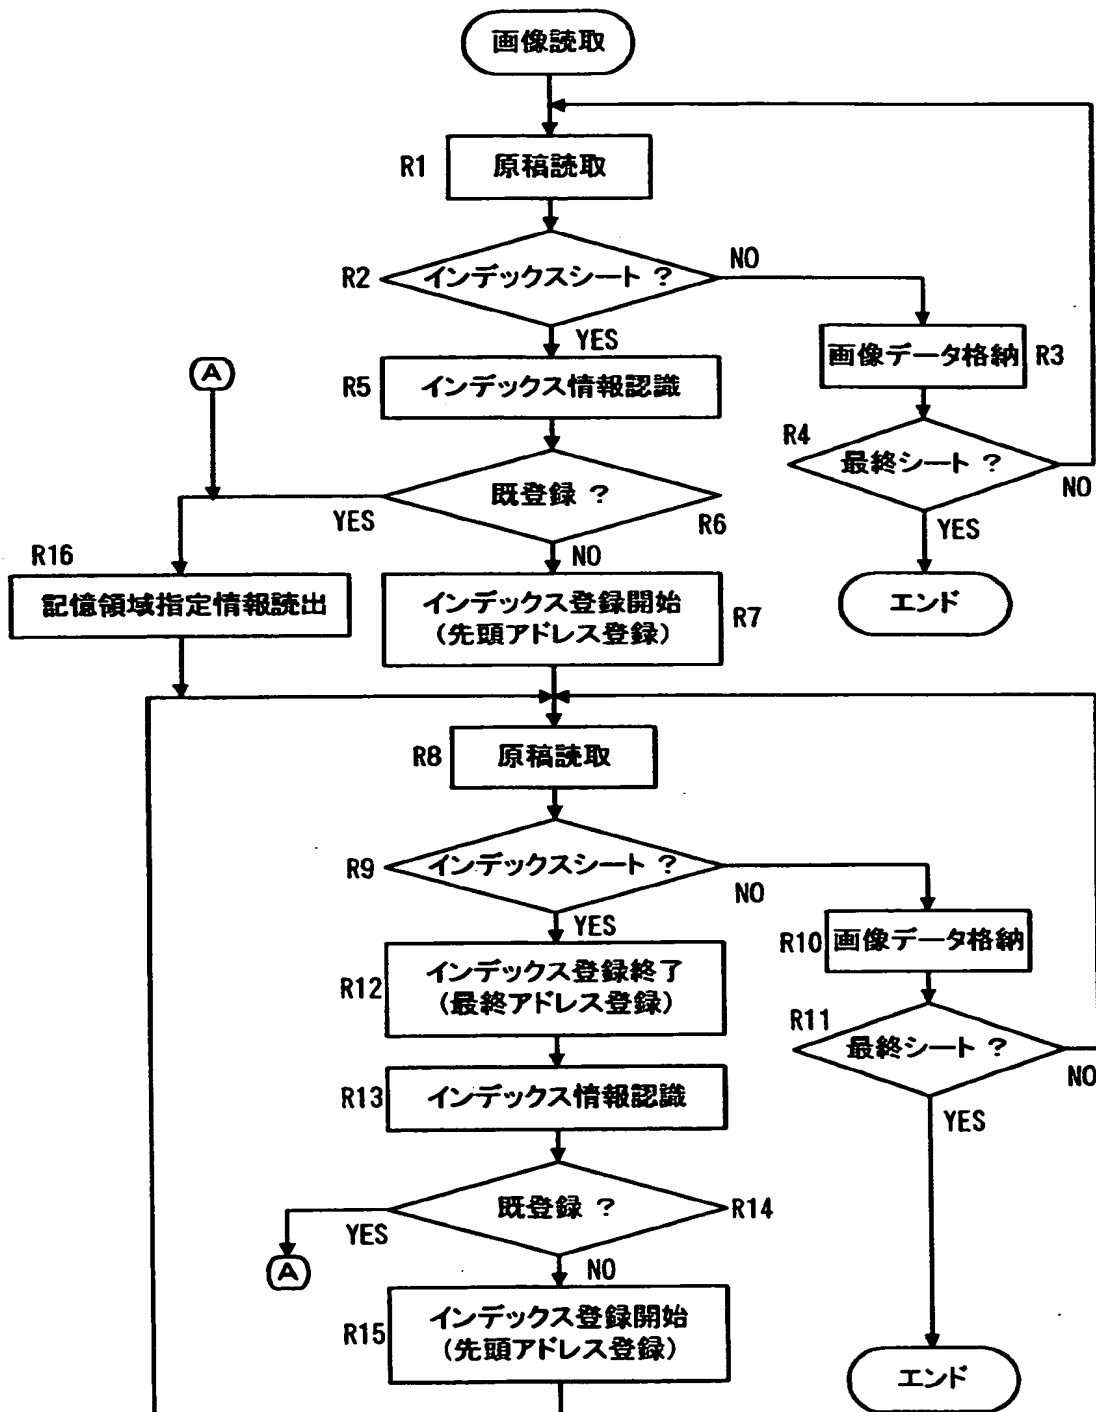 画像読取
R1
原稿読取
R2
インデックスシート ?
NO
YES
画像データ格納
R3
A
R5
インデックス情報認識
R4
最終シート ?
NO
YES
既登録 ?
YES
R6
NO
R16
記憶領域指定情報読出
インデックス登録開始
(先頭アドレス登録)
R7
エンド
R8
原稿読取
R9
インデックスシート ?
NO
YES
R10
画像データ格納
R12
インデックス登録終了
(最終アドレス登録)
R11
最終シート ?
NO
YES
R13
インデックス情報認識
既登録 ?
R14
YES
A
NO
R15
インデックス登録開始
(先頭アドレス登録)
エンド